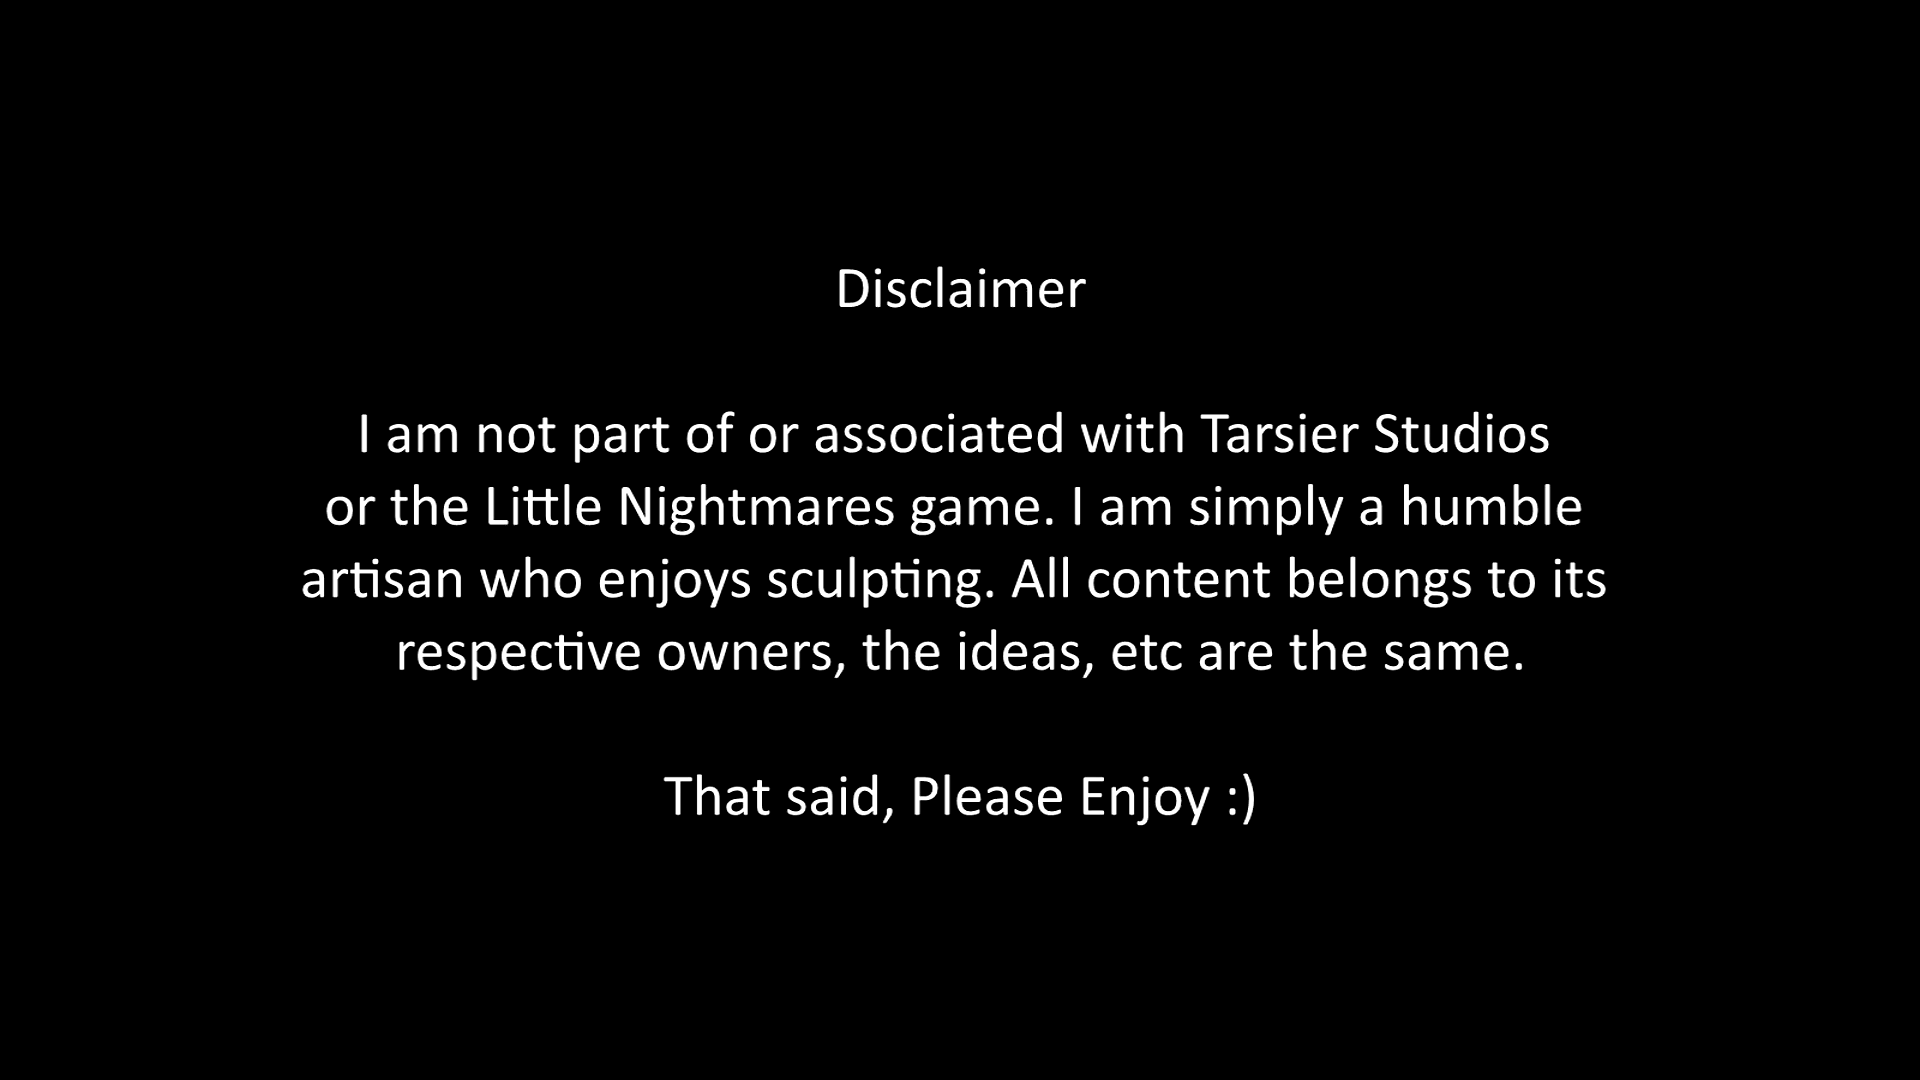 Disclaimer
I am not part of or associated with Tarsier Studios
or the Little Nightmares game. I am simply a humble
artisan who enjoys sculpting. All content belongs to its
respective owners, the ideas, etc are the same.
That said, Please Enjoy :)